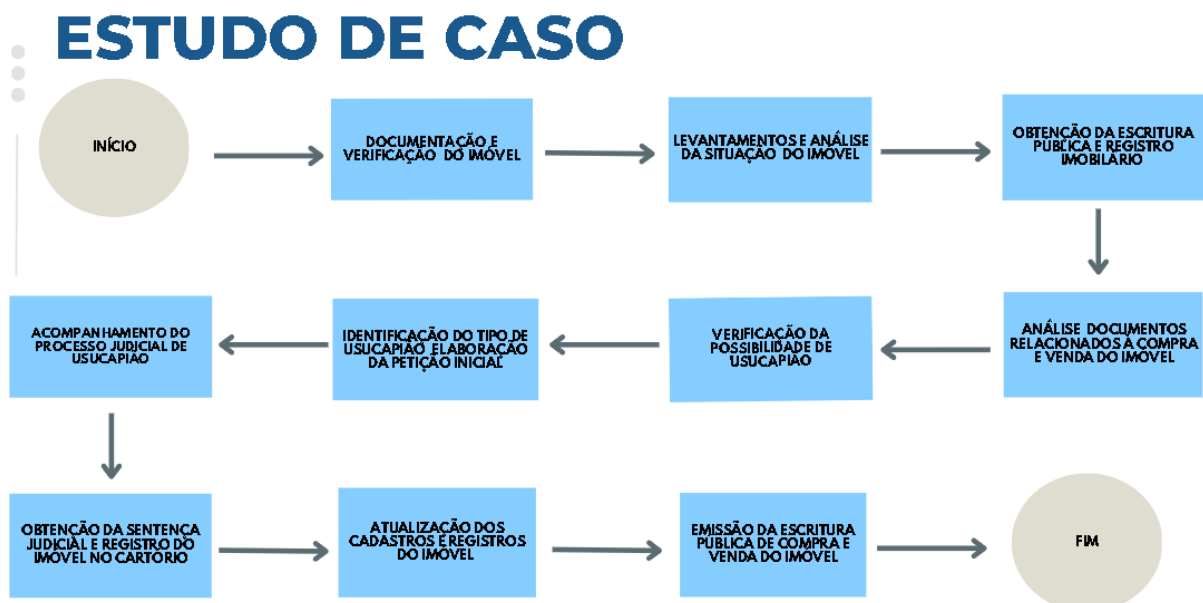 ESTUDO DE CASO
INÍCIO
DOCUMENTACÃO E
VERIFICAÇÃO DO IMÓVEL
LEVANTAMENTOS E ANÁLISE
DA SITUAÇÃO DO IMÓVEL
OBTENÇÃO DA ESCRITURA
PÚBLICA E REGISTRO
IMOBILÁRIO
ANÁLISE DOCUMENTOS
RELACIONADOS À COMPRA
E VENDA DO IMÓVEL
VERIFICAÇÃO DA
POSSIBILIDADE DE
USUCAPIÃO
IDENTIFICAÇÃO DO TIPO DE
USUCAPIÃO ELABORAÇÃO
DA PETIÇÃO INICIAL
ACOMPANHAMENTO DO
PROCESSO JUDICIAL DE
USUCAPIÃO
OBTENÇÃO DA SENTENÇA
JUDICIAL E REGISTRO DO
IMÓVEL NO CARTÓRIO
ATUALIZAÇÃO DOS
CADASTROS E REGISTROS
DO IMÓVEL
EMISSÃO DA ESCRITURA
PÚBLICA DE COMPRA E
VENDA DO IMÓVEL
FIM